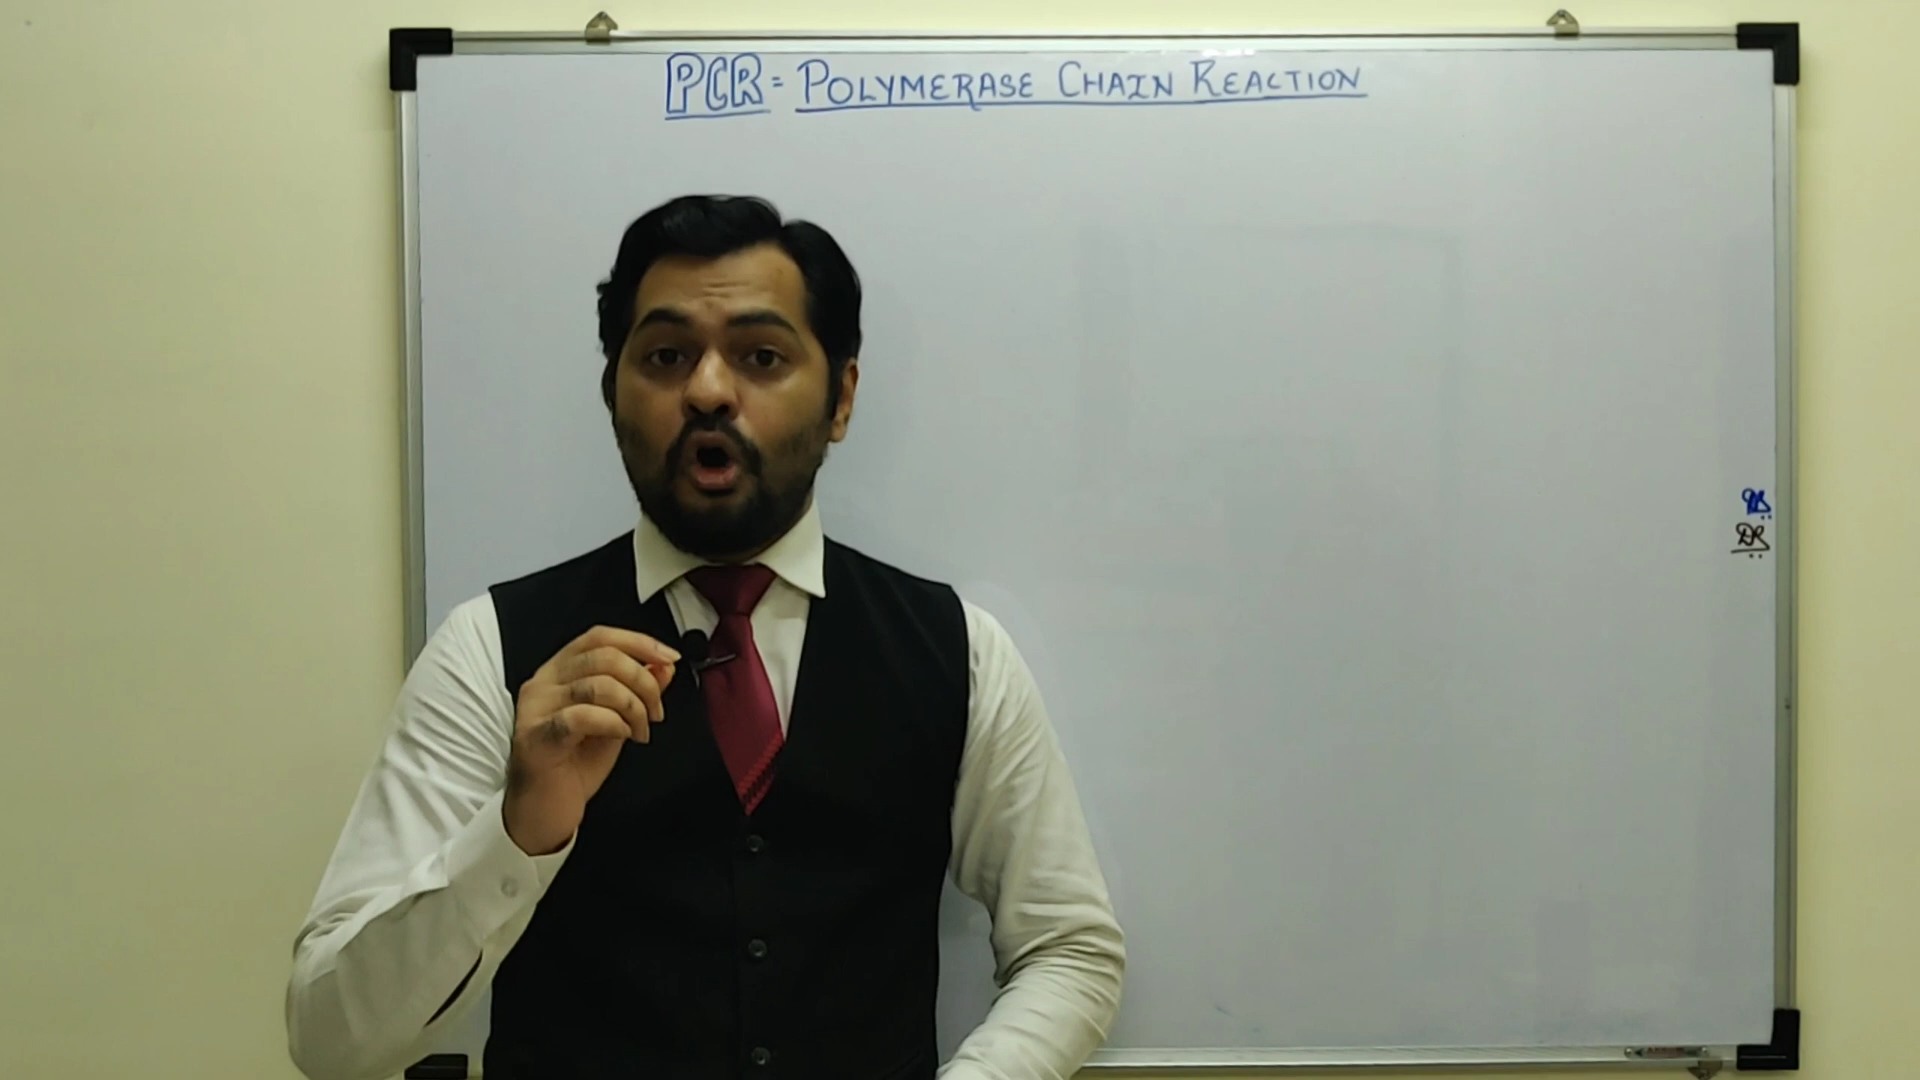 PCR = POLYMERASE CHAIN REACTION